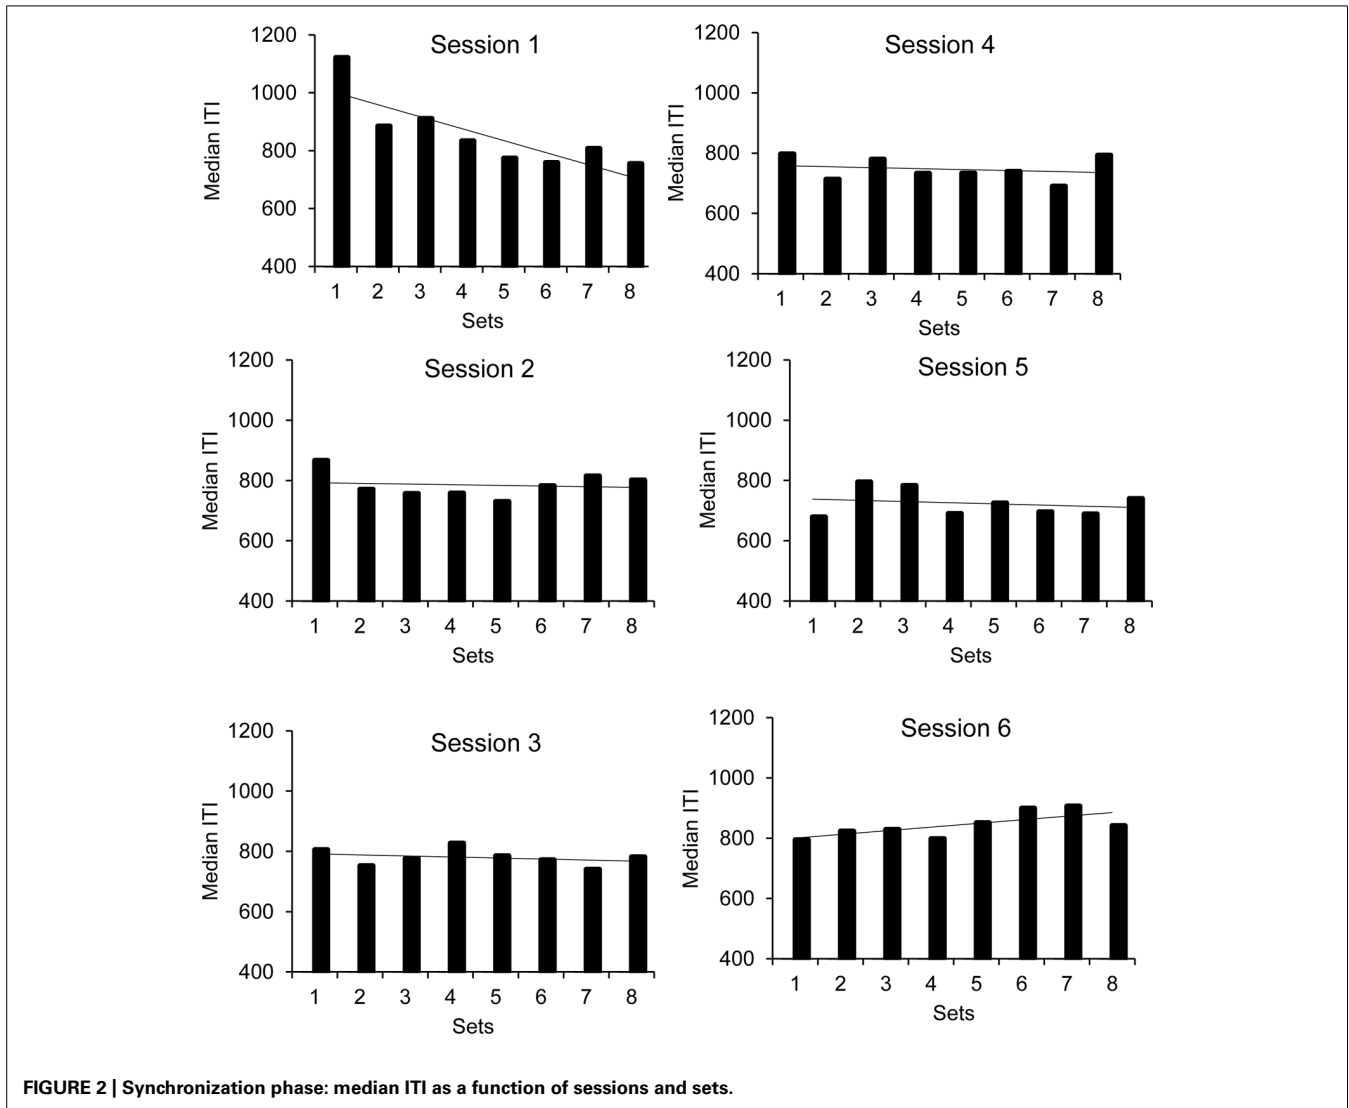 Session 1
Median ITI
1200
1000
800
600
400
1 2 3 4 5 6 7 8
Sets
Session 4
Median ITI
1200
1000
800
600
400
1 2 3 4 5 6 7 8
Sets
Session 2
Median ITI
1200
1000
800
600
400
1 2 3 4 5 6 7 8
Sets
Session 5
Median ITI
1200
1000
800
600
400
1 2 3 4 5 6 7 8
Sets
Session 3
Median ITI
1200
1000
800
600
400
1 2 3 4 5 6 7 8
Sets
Session 6
Median ITI
1200
1000
800
600
400
1 2 3 4 5 6 7 8
Sets
FIGURE 2 | Synchronization phase: median ITI as a function of sessions and sets.